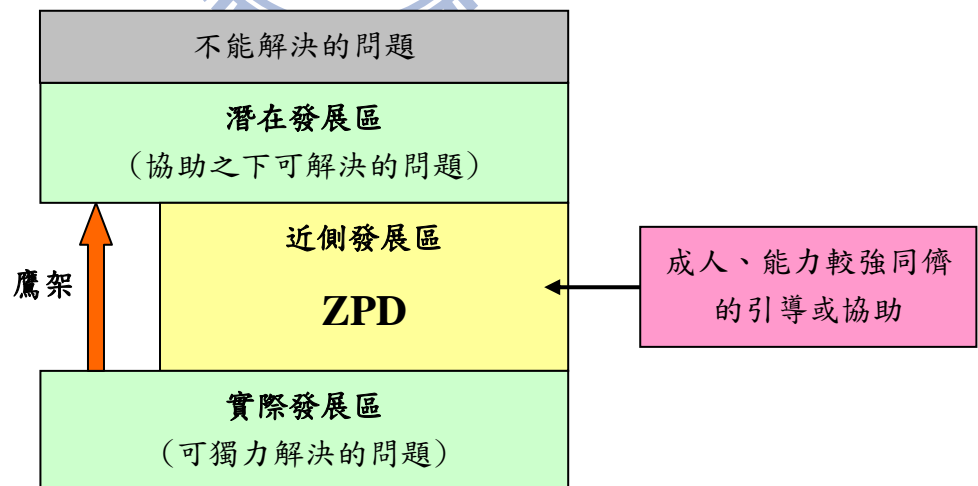 不能解決的問題
潛在發展區
（協助之下可解決的問題）
近側發展區
ZPD
鷹架
成人、能力較強同儕
的引導或協助
實際發展區
（可獨力解決的問題）